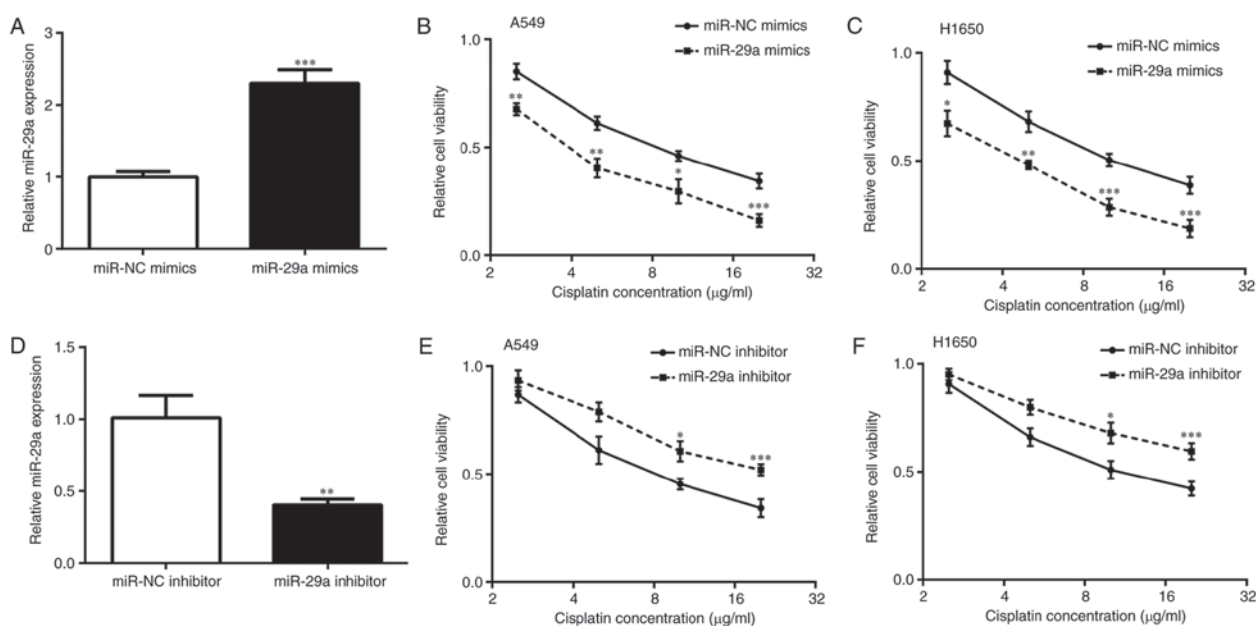 A
Relative miR-29a expression
3
2
1
0
***
miR-NC mimics
miR-29a mimics
B
A549
miR-NC mimics
miR-29a mimics
Relative cell viability
1.0
0.5
0.0
**
**
*
***
2
4
8
16
32
Cisplatin concentration (μg/ml)
C
H1650
miR-NC mimics
miR-29a mimics
Relative cell viability
1.0
0.5
0.0
*
**
***
***
2
4
8
16
32
Cisplatin concentration (μg/ml)
D
Relative miR-29a expression
1.5
1.0
0.5
0.0
**
miR-NC inhibitor
miR-29a inhibitor
E
A549
miR-NC inhibitor
miR-29a inhibitor
Relative cell viability
1.0
0.5
0.0
*
***
2
4
8
16
32
Cisplatin concentration (μg/ml)
F
H1650
miR-NC inhibitor
miR-29a inhibitor
Relative cell viability
1.0
0.5
0.0
*
***
2
4
8
16
32
Cisplatin concentration (μg/ml)